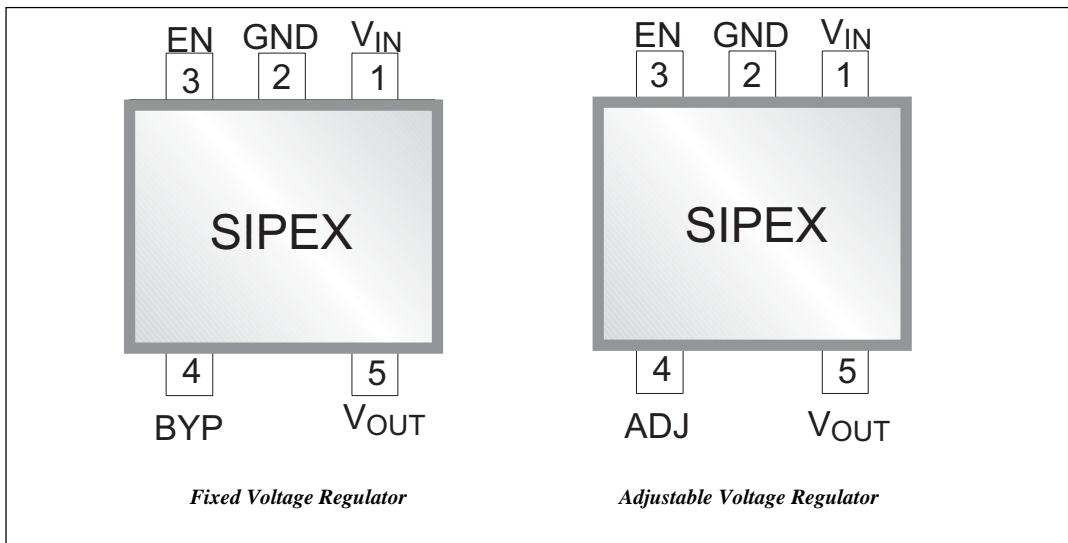 EN GND VIN EN GND VIN
3 2 1 3 2 1
SIPEX SIPEX
4 5 4 5
BYP VOUT ADJ VOUT
Fixed Voltage Regulator Adjustable Voltage Regulator